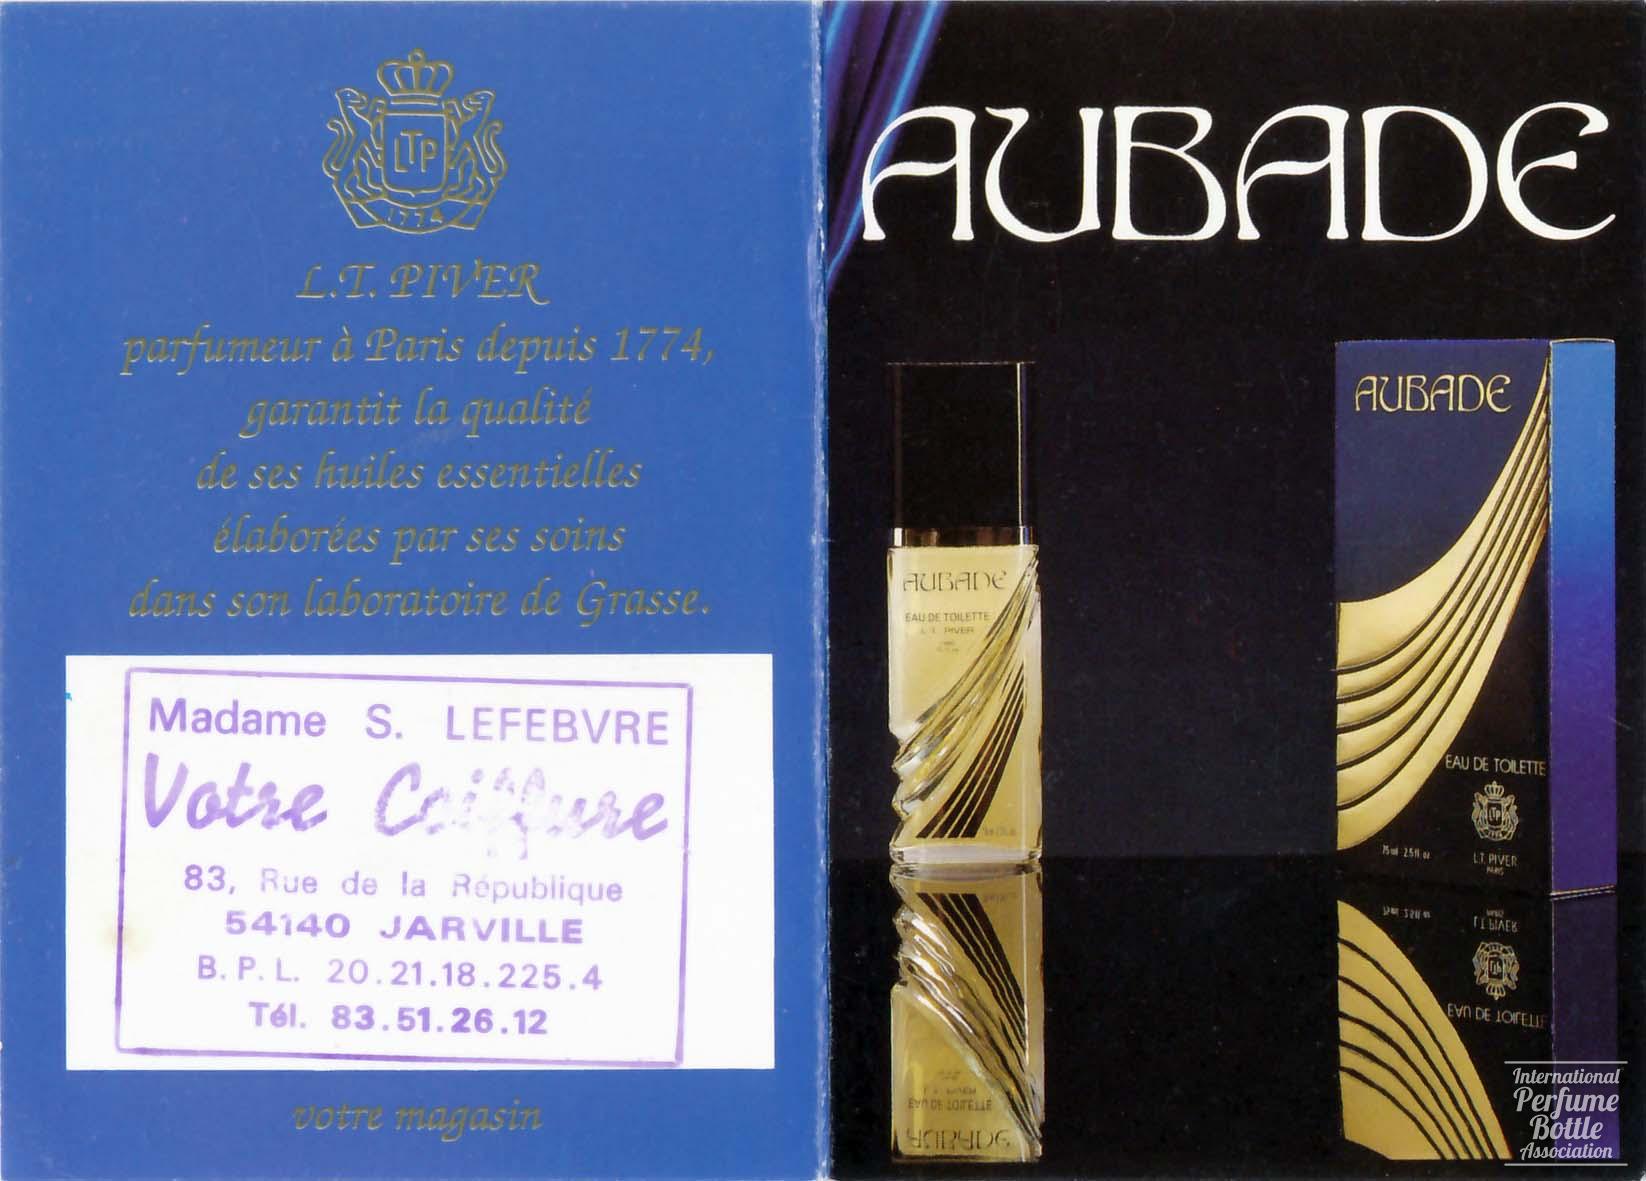 LTP
1774
L.T. PIVER
parfumeur à Paris depuis 1774,
garantit la qualité
de ses huiles essentielles
élaborées par ses soins
dans son laboratoire de Grasse.
Madame S. LEFEBVRE
Votre Coiffure
83, Rue de la République
54140 JARVILLE
B.P.L. 20.21.18.225.4
Tél. 83.51.26.12
votre magasin
AUBADE
AUBADE
EAU DE TOILETTE
L.T. PIVER
AUBADE
EAU DE TOILETTE
LTP
75 ml 2.5 fl oz
L.T. PIVER
PARIS
International
Perfume
Bottle
Association